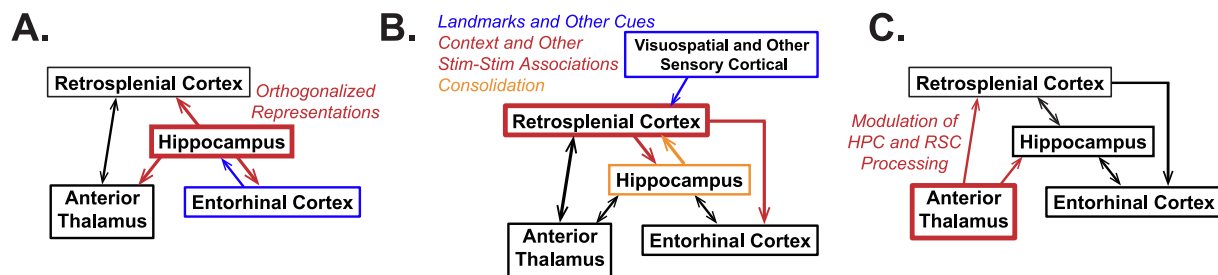 A.
Retrosplenial Cortex
Orthogonalized
Representations
Hippocampus
Anterior
Thalamus
Entorhinal Cortex
B.
Landmarks and Other Cues
Context and Other
Stim-Stim Associations
Consolidation
Visuospatial and Other
Sensory Cortical
Retrosplenial Cortex
Hippocampus
Anterior
Thalamus
Entorhinal Cortex
C.
Retrosplenial Cortex
Modulation of
HPC and RSC
Processing
Hippocampus
Anterior
Thalamus
Entorhinal Cortex